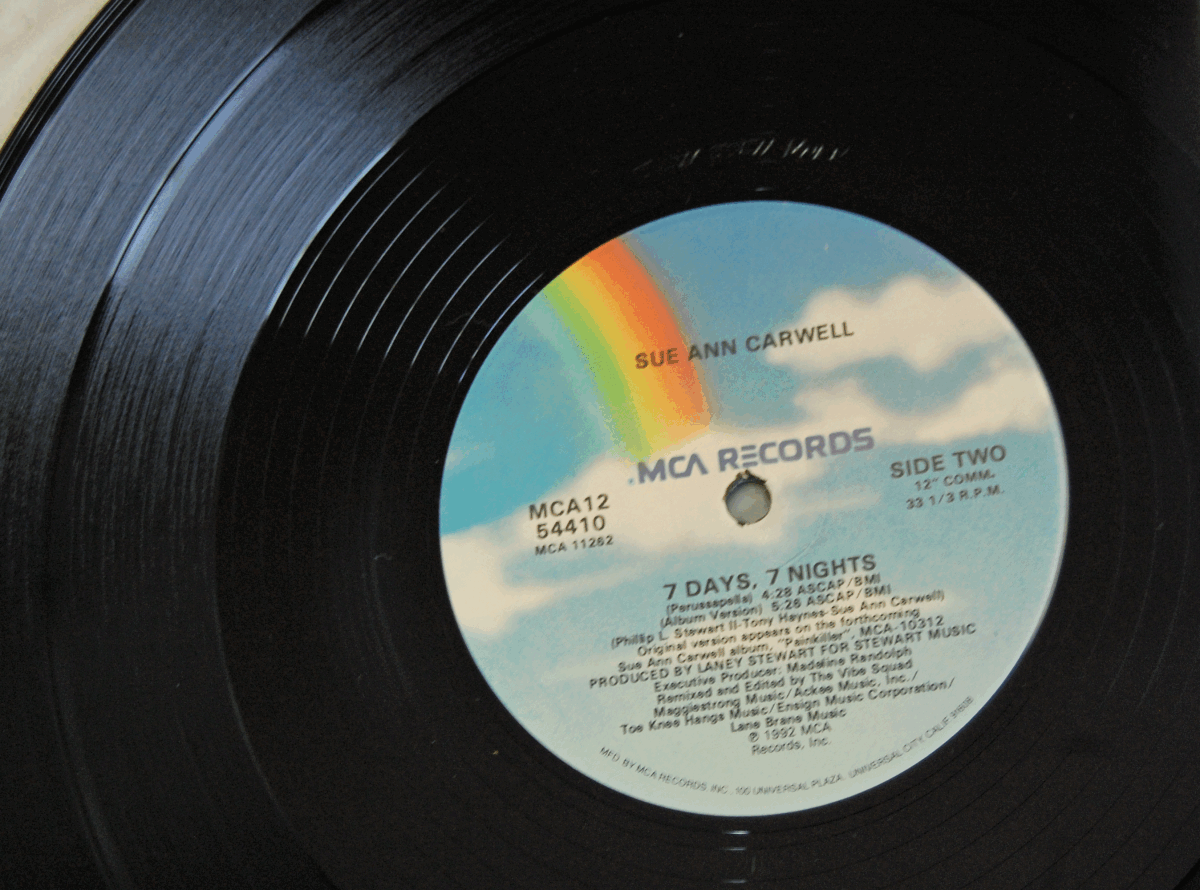 SUE ANN CARWELL
MCA RECORDS
MCA12
54410
MCA 11262
SIDE TWO
12" COMM.
33 1/3 R.P.M.
7 DAYS, 7 NIGHTS
(Perussapella) 4:28 ASCAP/BMI
(Album Version) 5:26 ASCAP/BMI
(Phillip L. Stewart II-Tony Haynes-Sue Ann Carwell)
Original version appears on the forthcoming
Sue Ann Carwell album, "Painkiller", MCA-10312
PRODUCED BY LANEY STEWART FOR STEWART MUSIC
Executive Producer: Madeline Randolph
Remixed and Edited by The Vibe Squad
Maggiestrong Music/Ackee Music, Inc./
Toe Knee Hangs Music/Ensign Music Corporation/
Lane Brane Music
℗ 1992 MCA
Records, Inc.
MFD. BY MCA RECORDS, INC., 100 UNIVERSAL PLAZA, UNIVERSAL CITY, CALIF. 91608